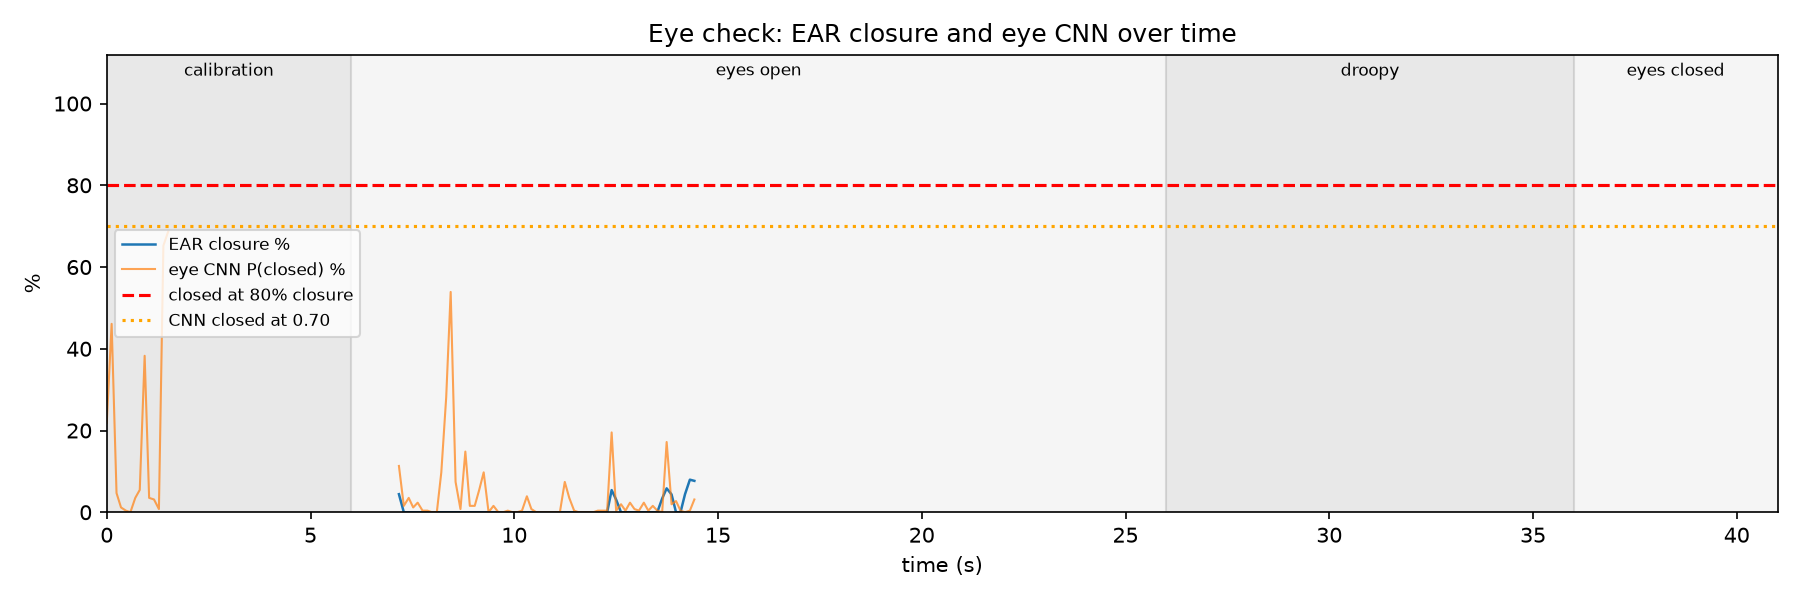 Eye check: EAR closure and eye CNN over time
calibration
eyes open
droopy
eyes closed
100
80
60
40
20
0
%
EAR closure %
eye CNN P(closed) %
closed at 80% closure
CNN closed at 0.70
0
5
10
15
20
25
30
35
40
time (s)